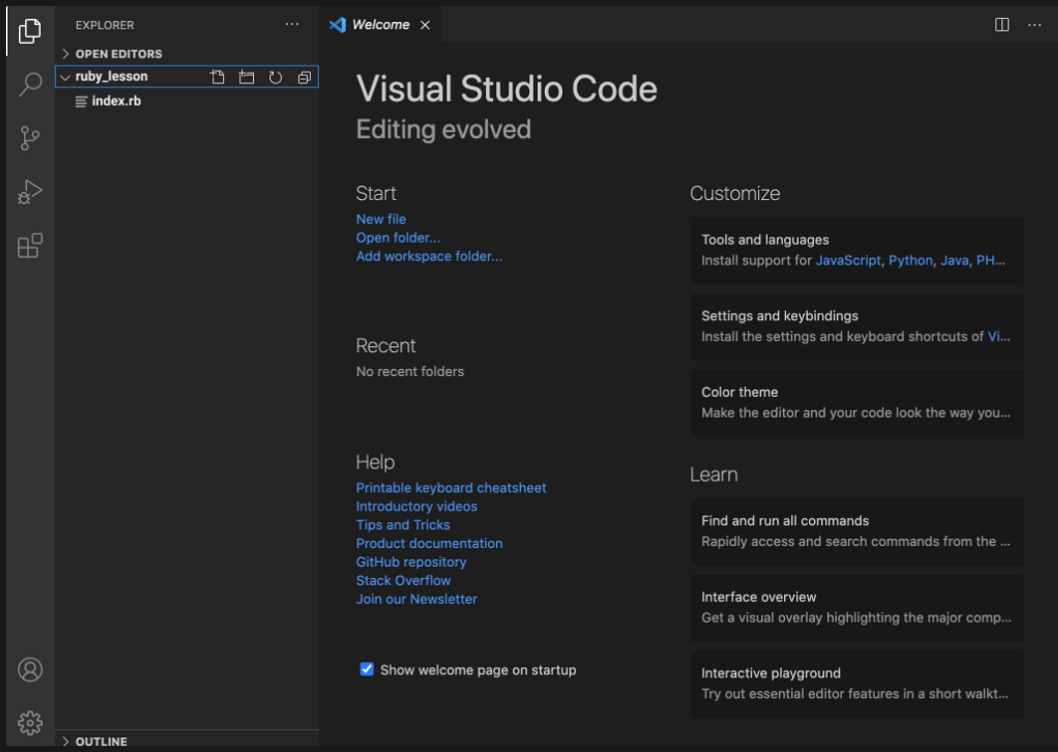 EXPLORER
OPEN EDITORS
ruby_lesson
index.rb
OUTLINE
Welcome
Visual Studio Code
Editing evolved
Start
New file
Open folder...
Add workspace folder...
Recent
No recent folders
Help
Printable keyboard cheatsheet
Introductory videos
Tips and Tricks
Product documentation
GitHub repository
Stack Overflow
Join our Newsletter
Show welcome page on startup
Customize
Tools and languages
Install support for JavaScript, Python, Java, PH...
Settings and keybindings
Install the settings and keyboard shortcuts of Vi...
Color theme
Make the editor and your code look the way you...
Learn
Find and run all commands
Rapidly access and search commands from the ...
Interface overview
Get a visual overlay highlighting the major comp...
Interactive playground
Try out essential editor features in a short walkt...